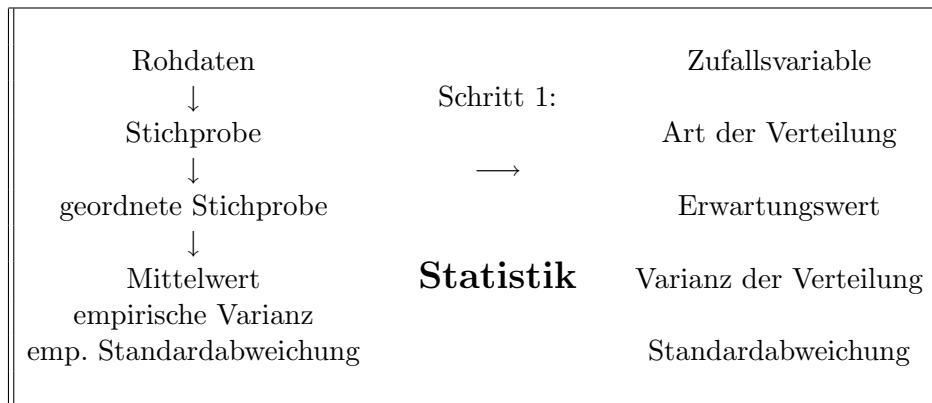 Rohdaten
↓
Stichprobe
↓
geordnete Stichprobe
↓
Mittelwert
empirische Varianz
emp. Standardabweichung
Schritt 1:
→
Statistik
Zufallsvariable
Art der Verteilung
Erwartungswert
Varianz der Verteilung
Standardabweichung